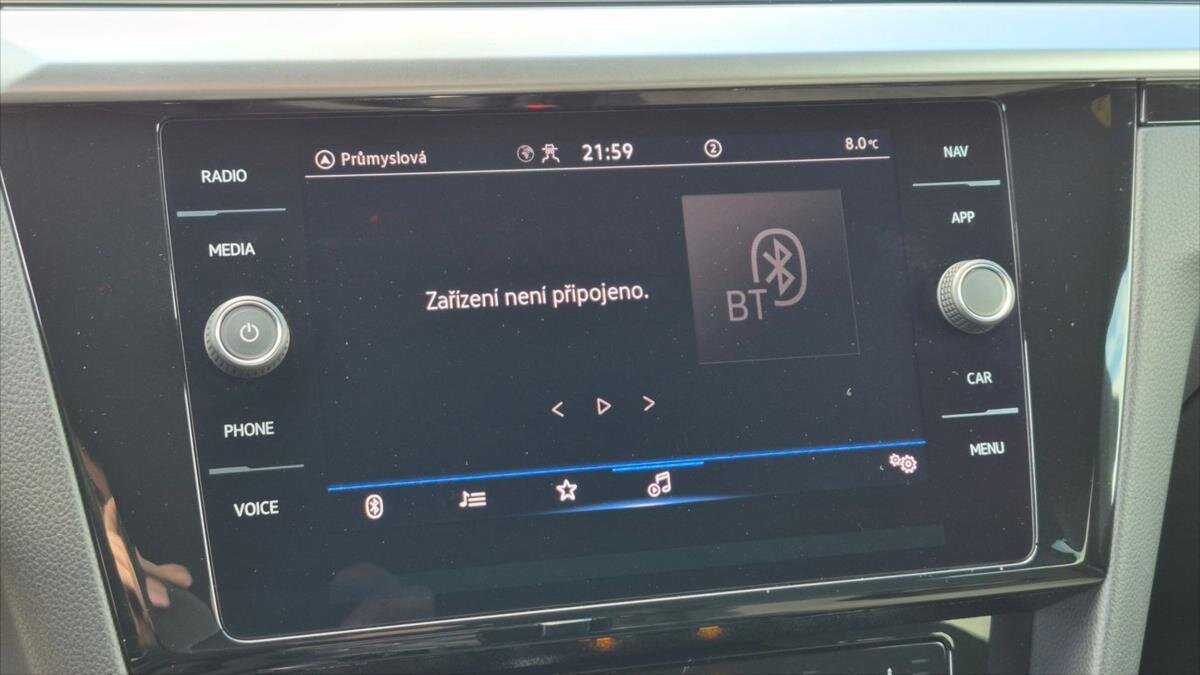 Průmyslová
21:59
2
8.0°C
RADIO
MEDIA
PHONE
VOICE
Zařízení není připojeno.
BT
NAV
APP
CAR
MENU